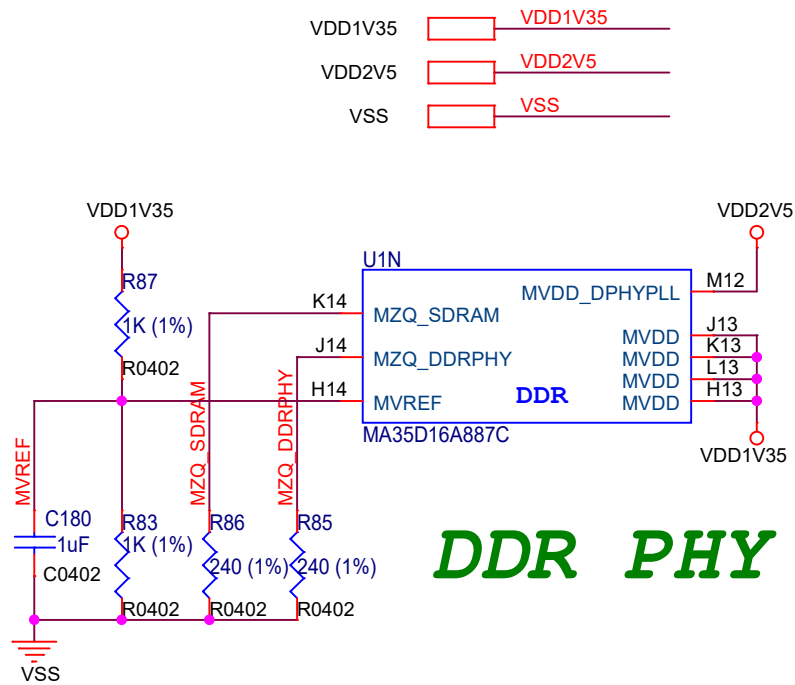 VDD1V35 VDD1V35
VDD2V5 VDD2V5
VSS VSS
VDD1V35 VDD2V5
U1N
R87
1K (1%)
R0402
K14 MZQ_SDRAM MVDD_DPHYPLL M12
J14 MZQ_DDRPHY MVDD J13
MVDD K13
MVDD L13
H14 MVREF DDR MVDD H13
MA35D16A887C
VDD1V35
MVREF
MZQ_SDRAM
MZQ_DDRPHY
C180 R83 R86 R85
1uF 1K (1%) 240 (1%) 240 (1%)
C0402 R0402 R0402 R0402
DDR PHY
VSS